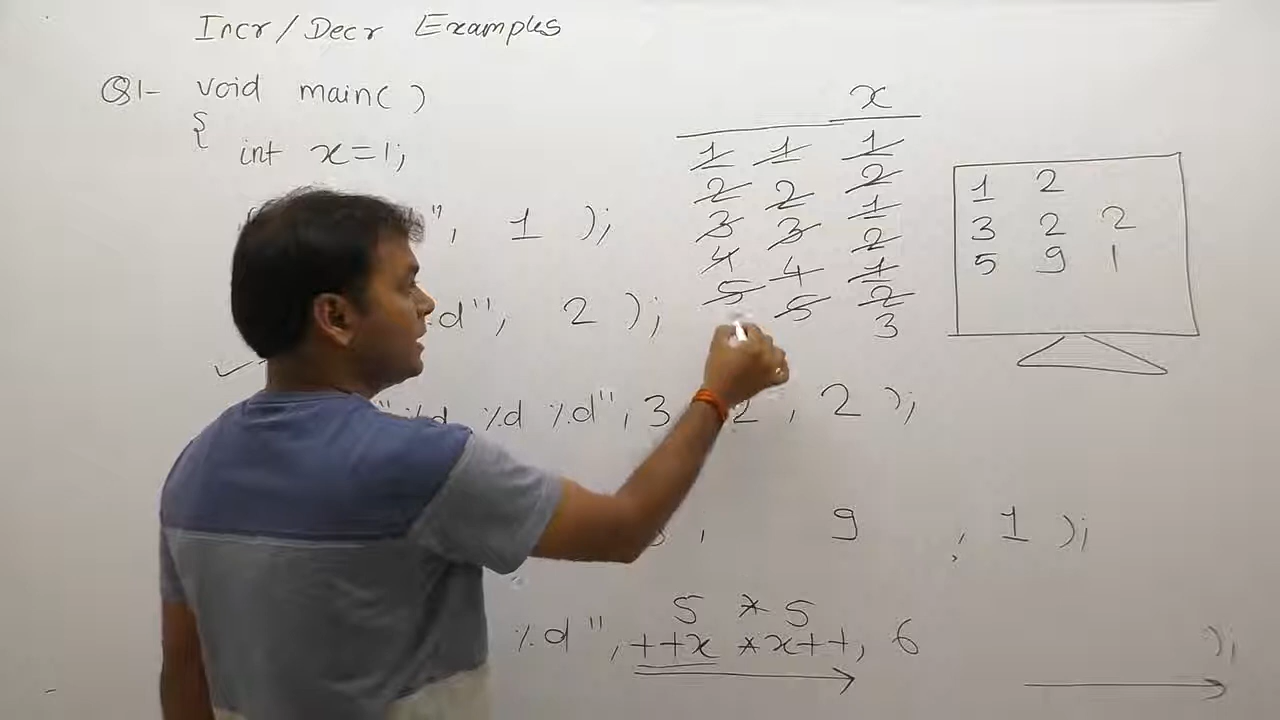 Incr/Decr Examples
Q1- void main( )
{
int x=1;
", 1 );
d", 2 );
"%d %d %d", 3 , 2 , 2 );
, 9 , 1 );
5 * 5
%d", ++x *x++, 6 );
x
1 1 1
2 2 2
3 3 1
4 4 2
5 5 1
2
3
1 2
3 2 2
5 9 1